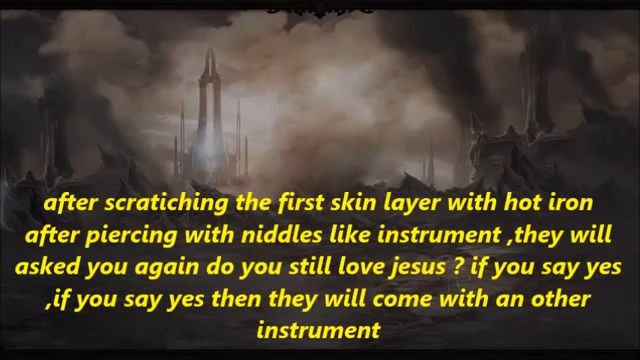 after scratiching the first skin layer with hot iron
after piercing with niddles like instrument ,they will
asked you again do you still love jesus ? if you say yes
,if you say yes then they will come with an other
instrument